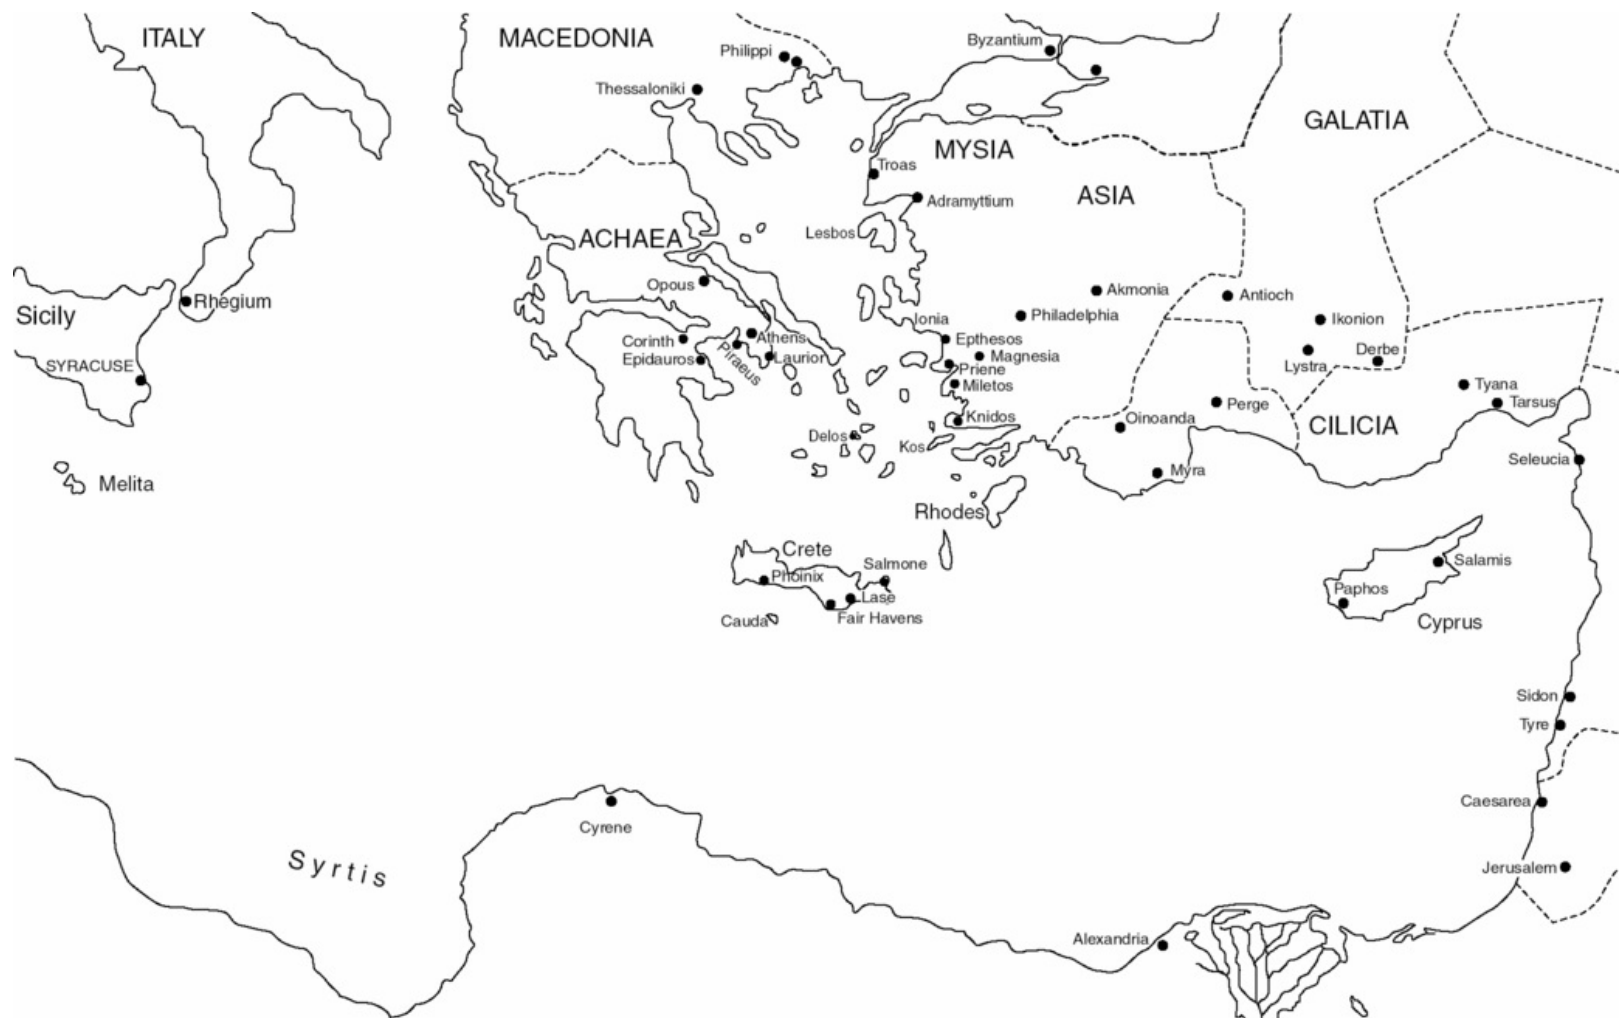 ITALY
MACEDONIA
Philippi
Byzantium
Thessaloniki
GALATIA
MYSIA
Troas
ASIA
Adramyttium
Lesbos
ACHAEA
Opous
Akmonia
Antioch
Rhegium
Sicily
Ionia
Philadelphia
Ikonion
Corinth
Athens
Epthesos
Epidauros
Piraeus
Laurior
Magnesia
Priene
Lystra
Derbe
SYRACUSE
Miletos
Tyana
Tarsus
Knidos
Oinoanda
Perge
CILICIA
Delos
Kos
Seleucia
Myra
Melita
Rhodes
Crete
Salmone
Salamis
Phoinix
Lase
Paphos
Cauda
Fair Havens
Cyprus
Sidon
Tyre
Caesarea
Cyrene
Syrtis
Jerusalem
Alexandria